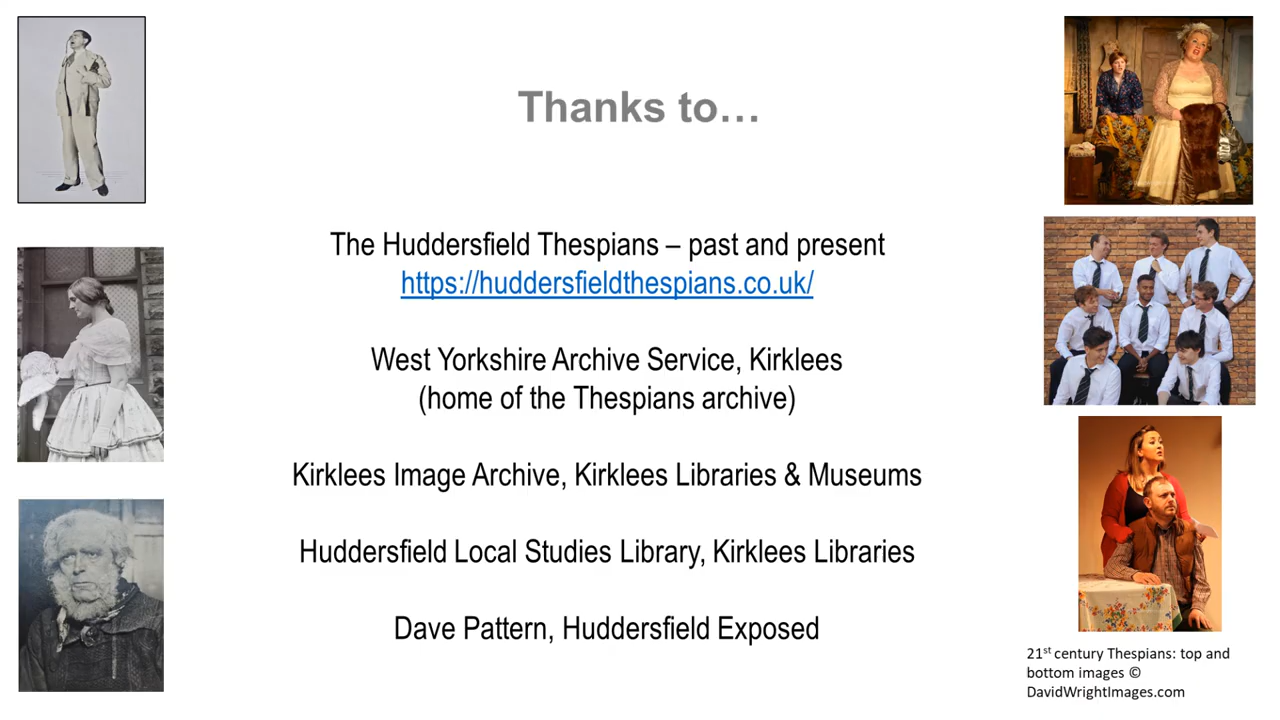 Thanks to…
The Huddersfield Thespians – past and present
https://huddersfieldthespians.co.uk/
West Yorkshire Archive Service, Kirklees
(home of the Thespians archive)
Kirklees Image Archive, Kirklees Libraries & Museums
Huddersfield Local Studies Library, Kirklees Libraries
Dave Pattern, Huddersfield Exposed
21st century Thespians: top and
bottom images ©
DavidWrightImages.com